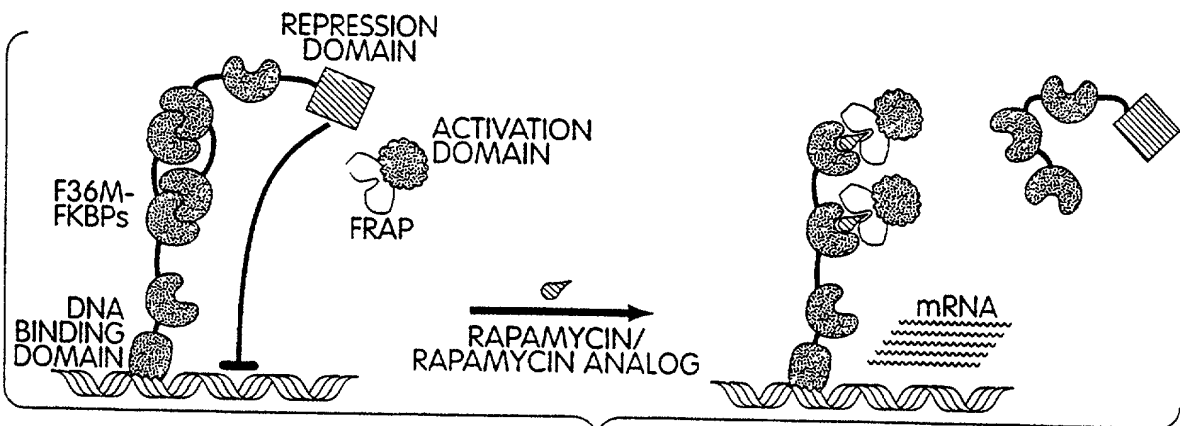 REPRESSION
DOMAIN
ACTIVATION
DOMAIN
F36M-
FKBPs
FRAP
DNA
BINDING
DOMAIN
RAPAMYCIN/
RAPAMYCIN ANALOG
mRNA